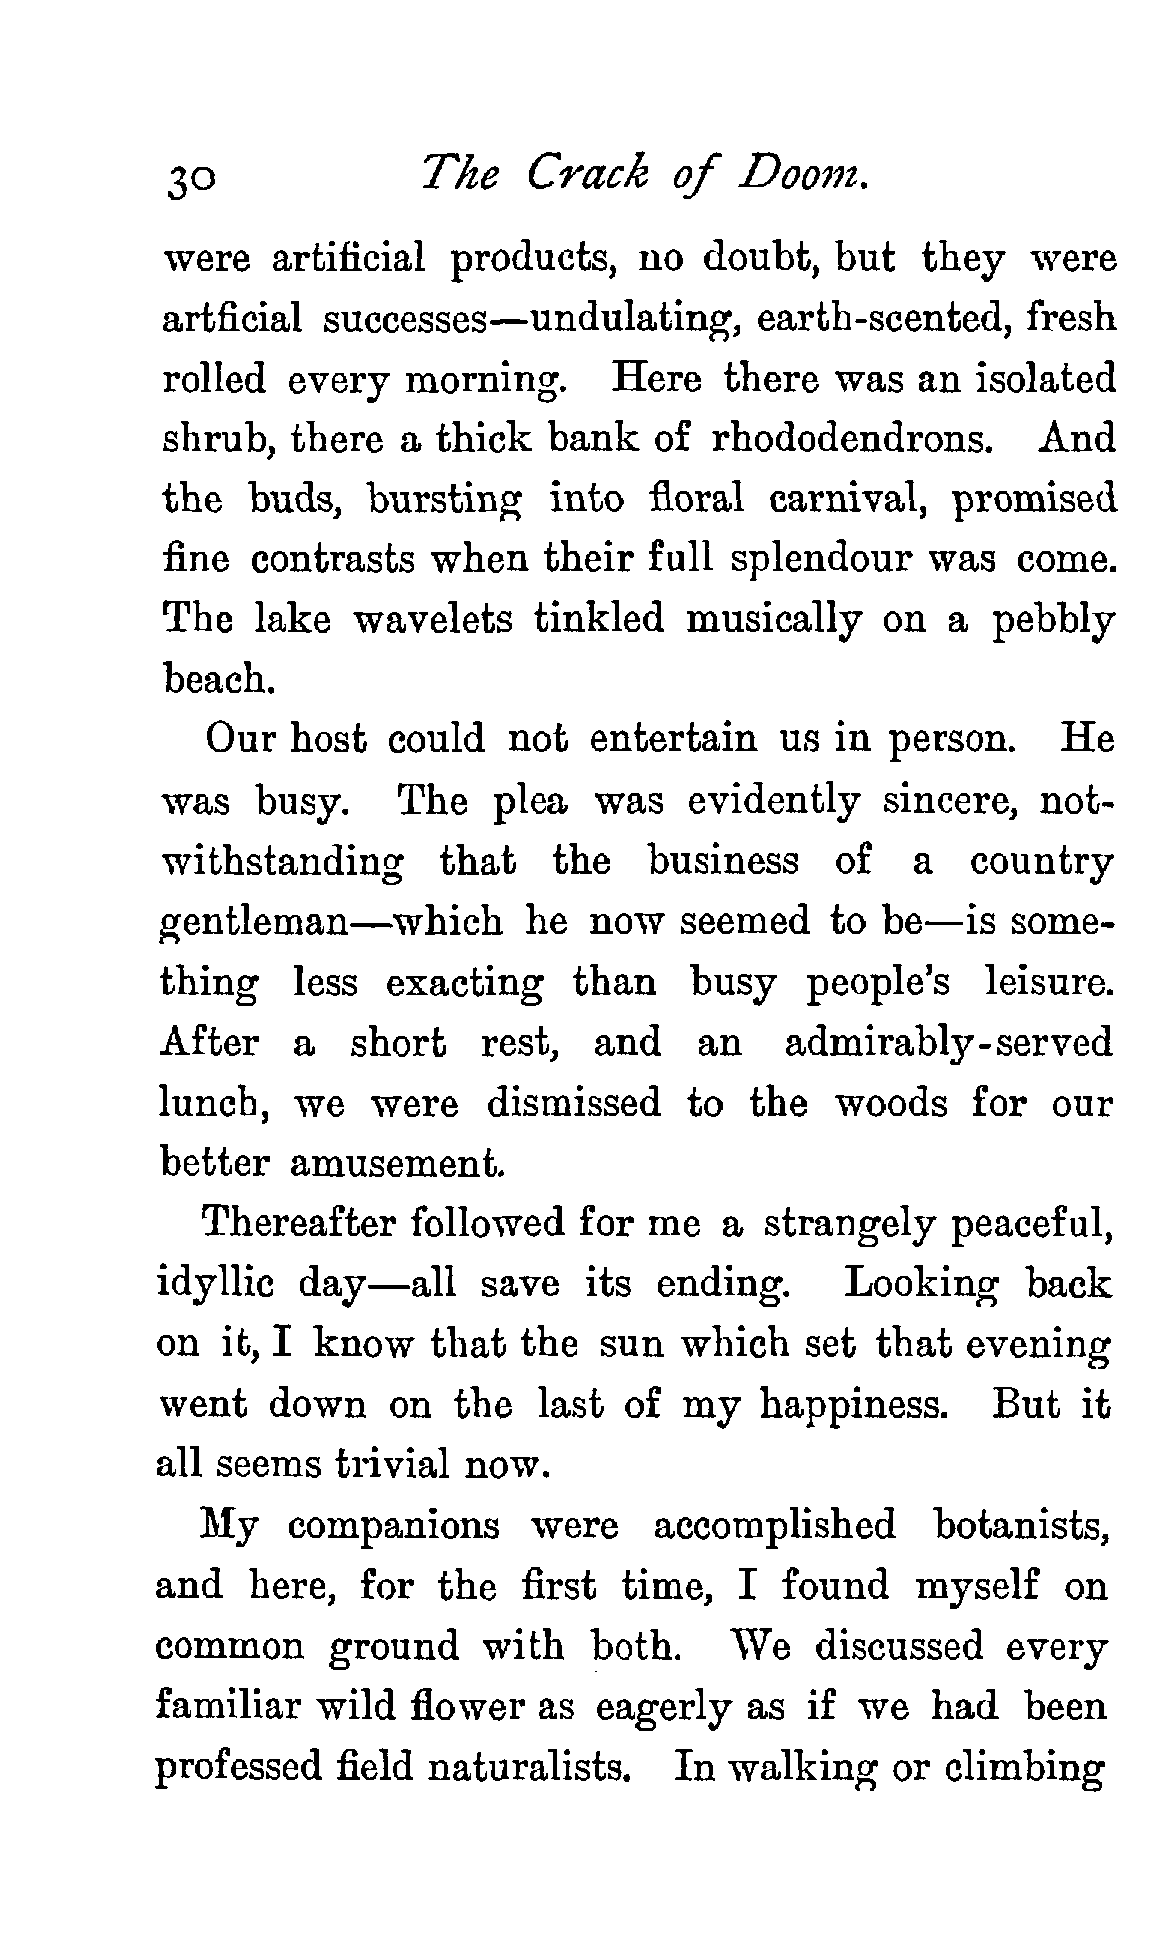 30 The Crack of Doom.
were artificial products, no doubt, but they were
artficial successes—undulating, earth-scented, fresh
rolled every morning. Here there was an isolated
shrub, there a thick bank of rhododendrons. And
the buds, bursting into floral carnival, promised
fine contrasts when their full splendour was come.
The lake wavelets tinkled musically on a pebbly
beach.
Our host could not entertain us in person. He
was busy. The plea was evidently sincere, not-
withstanding that the business of a country
gentleman—which he now seemed to be—is some-
thing less exacting than busy people's leisure.
After a short rest, and an admirably-served
lunch, we were dismissed to the woods for our
better amusement.
Thereafter followed for me a strangely peaceful,
idyllic day—all save its ending. Looking back
on it, I know that the sun which set that evening
went down on the last of my happiness. But it
all seems trivial now.
My companions were accomplished botanists,
and here, for the first time, I found myself on
common ground with both. We discussed every
familiar wild flower as eagerly as if we had been
professed field naturalists. In walking or climbing